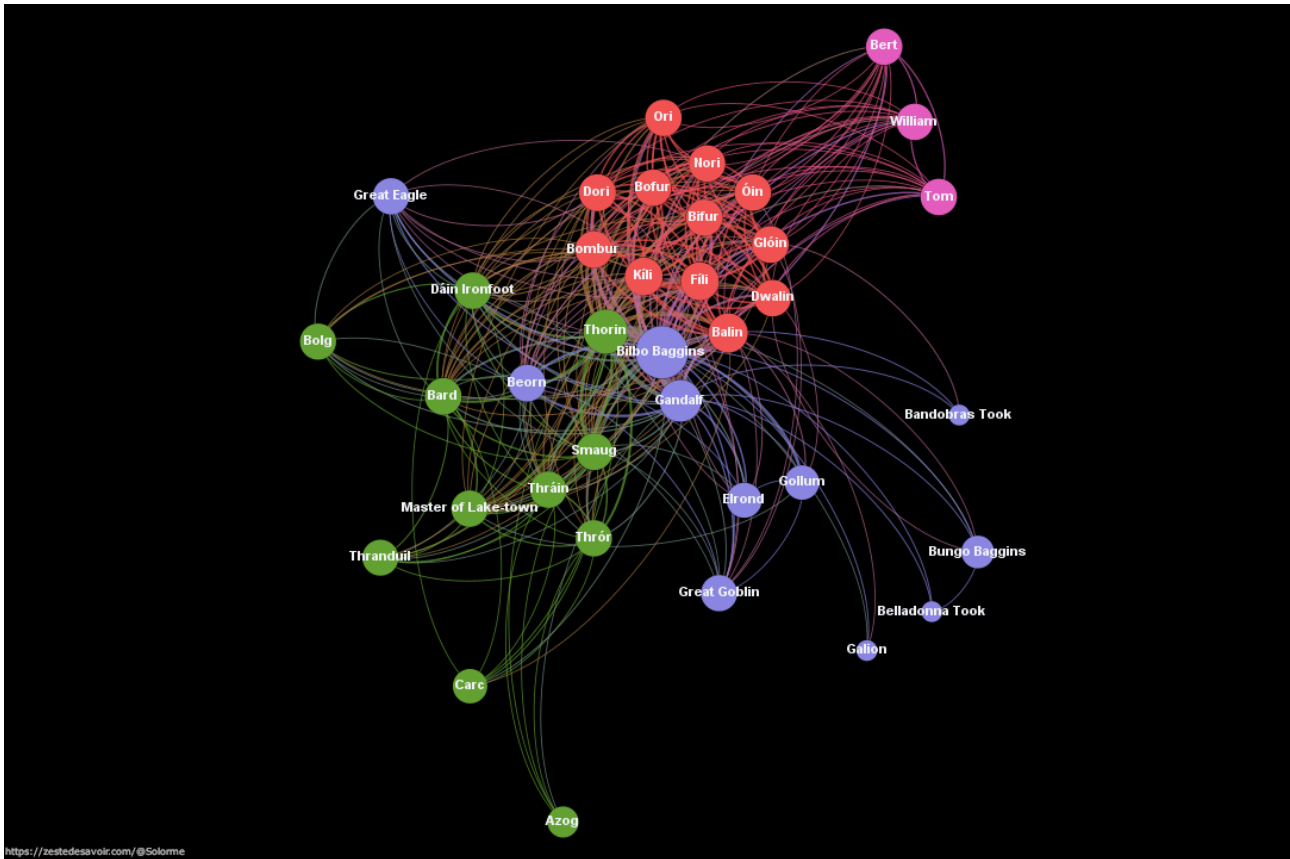 Bert
Ori
William
Nori
Bofur
Óin
Dori
Great Eagle
Tom
Bifur
Glóin
Bombur
Kíli
Fíli
Dáin Ironfoot
Dwalin
Thorin
Balin
Bolg
Bilbo Baggins
Beorn
Bard
Gandalf
Bandobras Took
Smaug
Gollum
Thráin
Elrond
Master of Lake-town
Thrór
Bungo Baggins
Thranduil
Great Goblin
Belladonna Took
Galion
Carc
Azog
https://zestedesavoir.com/@Solorme